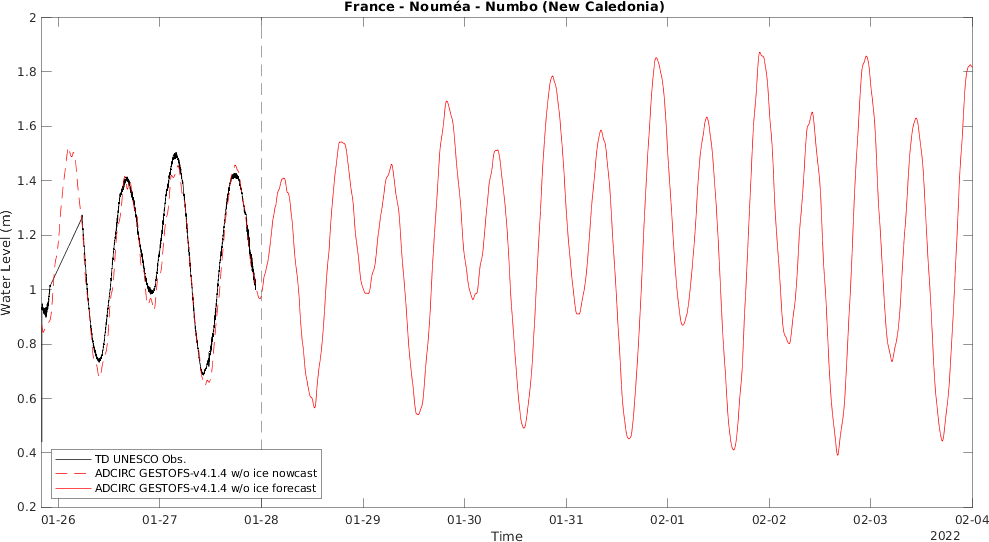 France - Nouméa - Numbo (New Caledonia)
2
1.8
1.6
1.4
1.2
1
0.8
0.6
0.4
0.2
Water Level (m)
TD UNESCO Obs.
ADCIRC GESTOFS-v4.1.4 w/o ice nowcast
ADCIRC GESTOFS-v4.1.4 w/o ice forecast
01-26 01-27 01-28 01-29 01-30 01-31 02-01 02-02 02-03 02-04
Time
2022